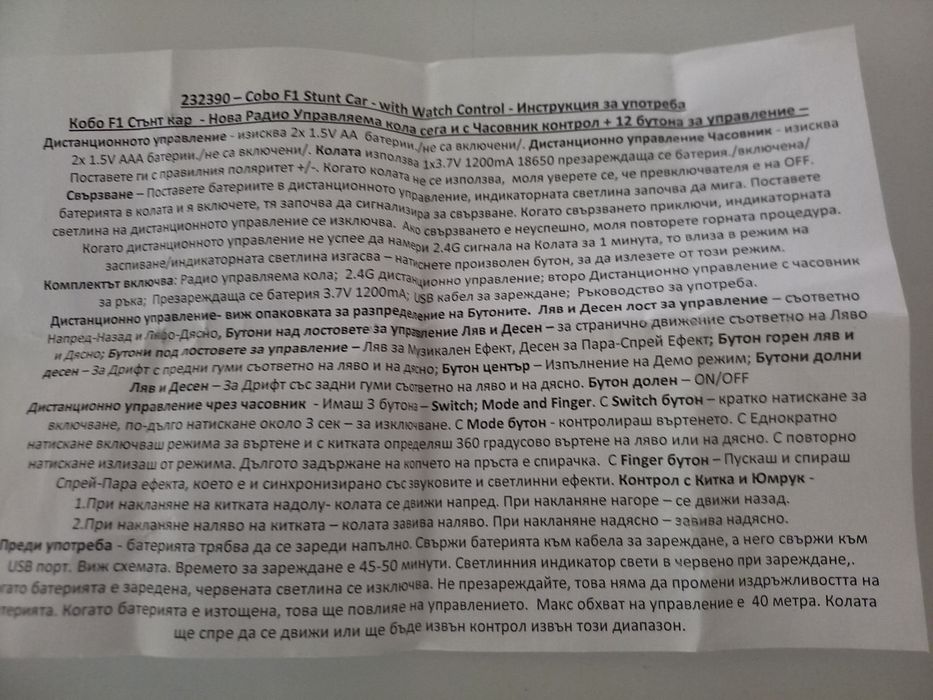 232390 – Cobo F1 Stunt Car - with Watch Control - Инструкция за употреба
Кобо F1 Стънт кар - Нова Радио Управляема кола сега и с Часовник контрол + 12 бутона за управление –
Дистанционното управление - изисква 2x 1.5V AA батерии./не са включени/. Дистанционно управление Часовник - изисква
2x 1.5V AAA батерии./не са включени/. Колата използва 1x3.7V 1200mA 18650 презареждаща се батерия./включена/
Поставете ги с правилния поляритет +/-. Когато колата не се използва, моля уверете се, че превключвателя е на OFF.
Свързване – Поставете батериите в дистанционното управление, индикаторната светлина започва да мига. Поставете
батерията в колата и я включете, тя започва да сигнализира за свързване. Когато свързването приключи, индикаторната
светлина на дистанционното управление се изключва. Ако свързването е неуспешно, моля повторете горната процедура.
Когато дистанционното управление не успее да намери 2.4G сигнала на Колата за 1 минута, то влиза в режим на
заспиване/индикаторната светлина изгасва – натиснете произволен бутон, за да излезете от този режим.
Комплектът включва: Радио управляема кола; 2.4G дистанционно управление; второ Дистанционно управление с часовник
за ръка; Презареждаща се батерия 3.7V 1200mA; USB кабел за зареждане; Ръководство за употреба.
Дистанционно управление- виж опаковката за разпределение на Бутоните. Ляв и Десен лост за управление – съответно
Напред-Назад и Ляво-Дясно, Бутони над лостовете за управление Ляв и Десен – за странично движение съответно на Ляво
и Дясно; Бутони под лостовете за управление – Ляв за Музикален Ефект, Десен за Пара-Спрей Ефект; Бутон горен ляв и
десен – За Дрифт с предни гуми съответно на ляво и на дясно; Бутон център – Изпълнение на Демо режим; Бутони долни
Ляв и Десен – За Дрифт със задни гуми съответно на ляво и на дясно. Бутон долен – ON/OFF
Дистанционно управление чрез часовник - Имаш 3 бутона – Switch; Mode and Finger. С Switch бутон – кратко натискане за
включване, по-дълго натискане около 3 сек – за изключване. С Mode бутон - контролираш въртенето. С Еднократно
натискане включваш режима за въртене и с китката определяш 360 градусово въртене на ляво или на дясно. С повторно
натискане излизаш от режима. Дългото задържане на копчето на пръста е спирачка. С Finger бутон – Пускаш и спираш
Спрей-Пара ефекта, което е и синхронизирано със звуковите и светлинни ефекти. Контрол с Китка и Юмрук -
1.При накланяне на китката надолу- колата се движи напред. При накланяне нагоре – се движи назад.
2.При накланяне наляво на китката – колата завива наляво. При накланяне надясно – завива надясно.
Преди употреба - батерията трябва да се зареди напълно. Свържи батерията към кабела за зареждане, а него свържи към
USB порт. Виж схемата. Времето за зареждане е 45-50 минути. Светлинния индикатор свети в червено при зареждане,.
гато батерията е заредена, червената светлина се изключва. Не презареждайте, това няма да промени издръжливостта на
терията. Когато батерията е изтощена, това ще повлияе на управлението. Макс обхват на управление е 40 метра. Колата
ще спре да се движи или ще бъде извън контрол извън този диапазон.